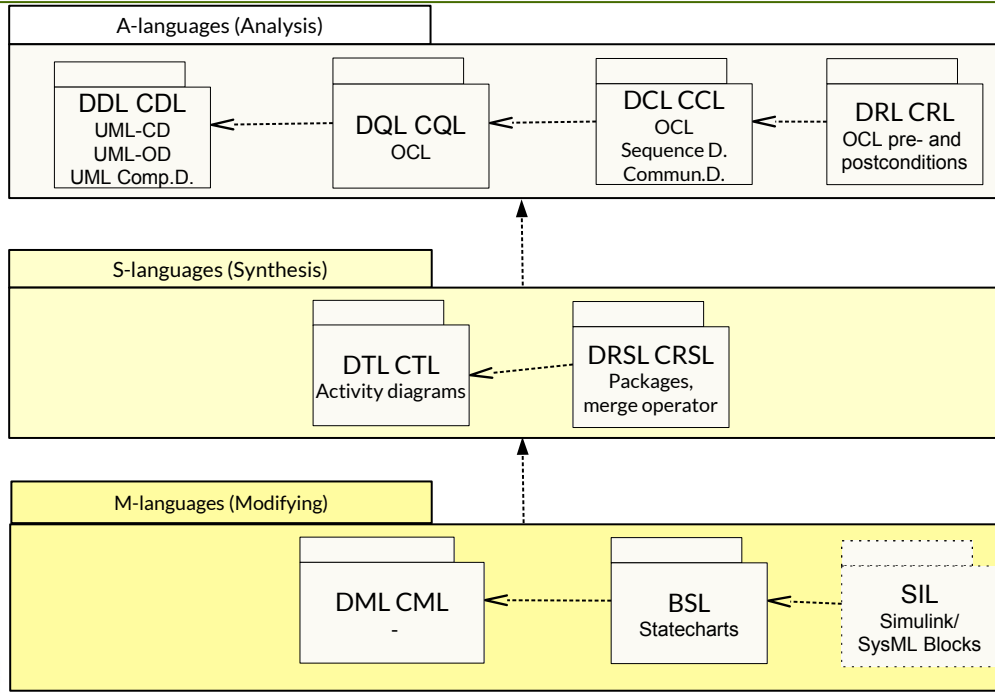 A-languages (Analysis)
DDL CDL
UML-CD
UML-OD
UML Comp.D.
DQL CQL
OCL
DCL CCL
OCL
Sequence D.
Commun.D.
DRL CRL
OCL pre- and
postconditions
S-languages (Synthesis)
DTL CTL
Activity diagrams
DRSL CRSL
Packages,
merge operator
M-languages (Modifying)
DML CML
-
BSL
Statecharts
SIL
Simulink/
SysML Blocks